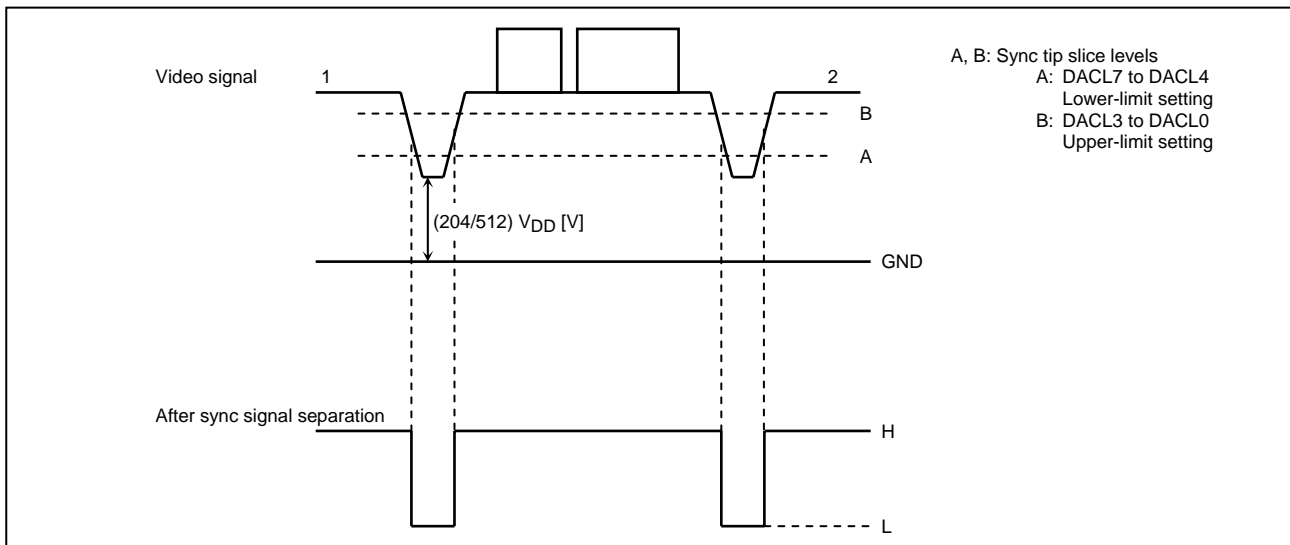 A, B: Sync tip slice levels
A: DACL7 to DACL4
Lower-limit setting
B: DACL3 to DACL0
Upper-limit setting
Video signal
1
2
B
A
(204/512) VDD [V]
GND
After sync signal separation
H
L